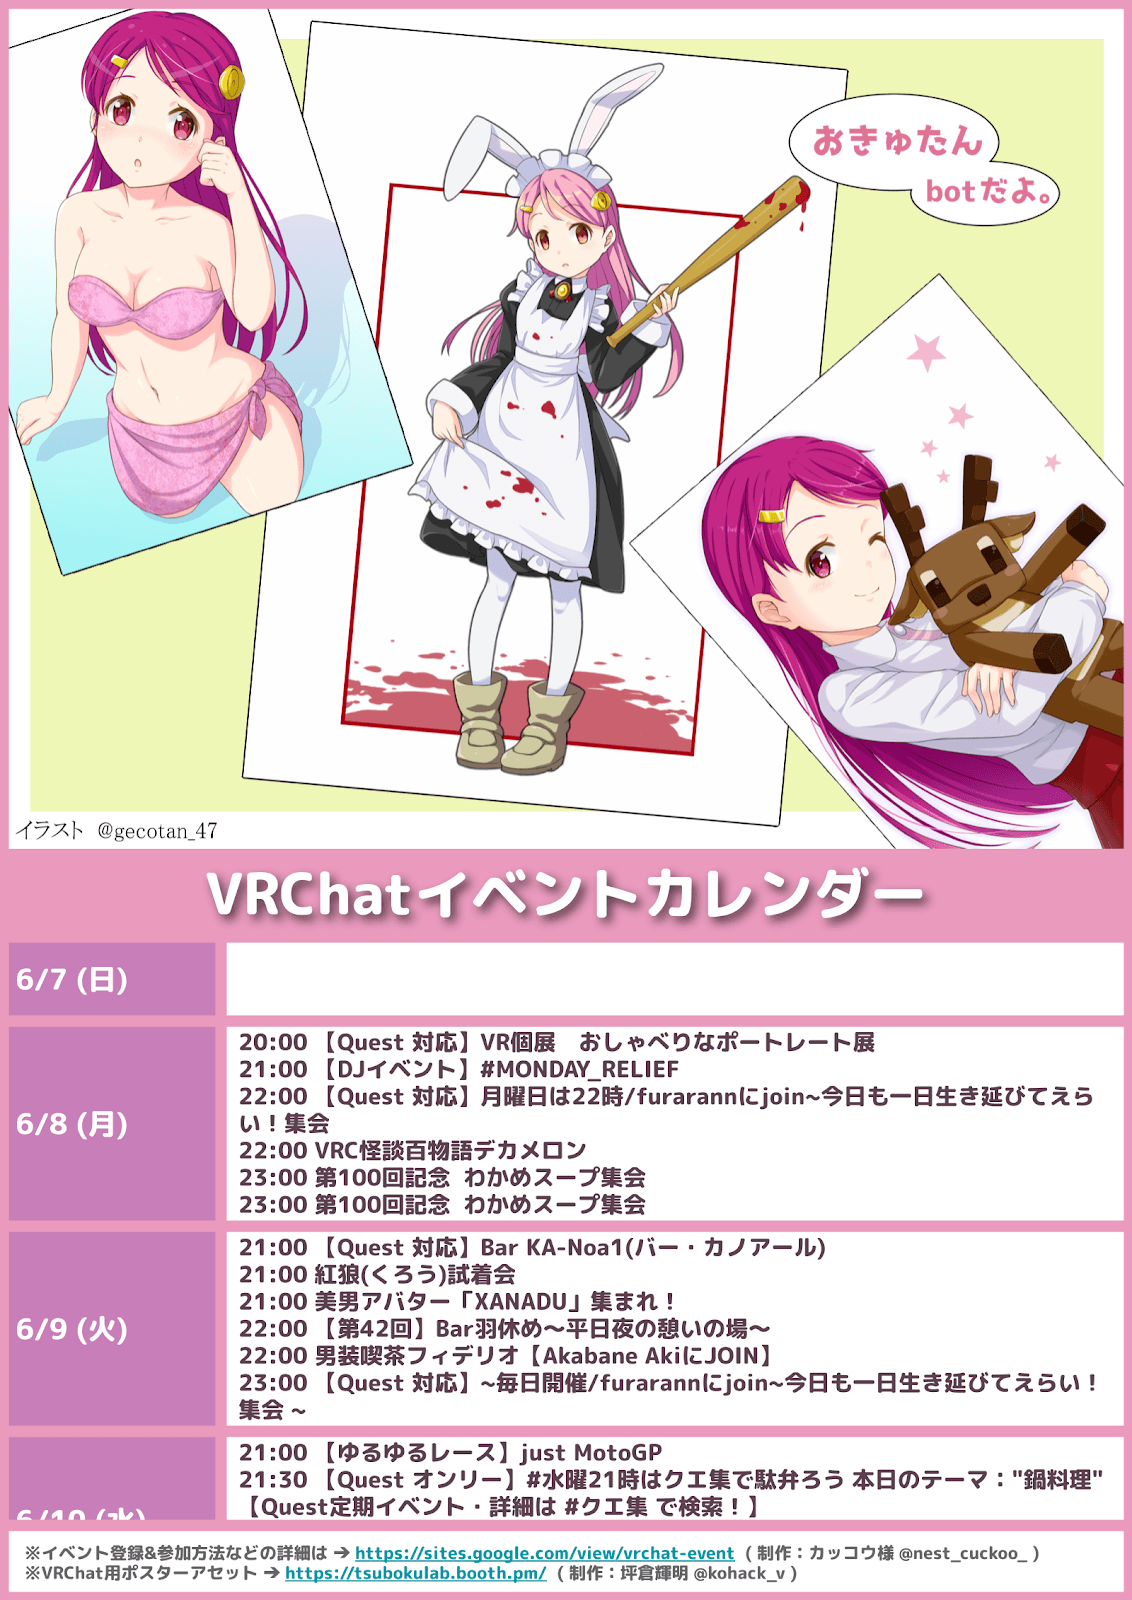 おきゅたん
botだよ。
イラスト @gecotan_47
VRChatイベントカレンダー
6/7 (日)
6/8 (月)
20:00 【Quest 対応】VR個展　おしゃべりなポートレート展
21:00 【DJイベント】#MONDAY_RELIEF
22:00 【Quest 対応】月曜日は22時/furarannにjoin~今日も一日生き延びてえら
い！集会
22:00 VRC怪談百物語デカメロン
23:00 第100回記念 わかめスープ集会
23:00 第100回記念 わかめスープ集会
6/9 (火)
21:00 【Quest 対応】Bar KA-Noa1(バー・カノアール)
21:00 紅狼(くろう)試着会
21:00 美男アバター「XANADU」集まれ！
22:00 【第42回】Bar羽休め～平日夜の憩いの場～
22:00 男装喫茶フィデリオ【Akabane AkiにJOIN】
23:00 【Quest 対応】~毎日開催/furarannにjoin~今日も一日生き延びてえらい！
集会 ~
6/10 (水)
21:00 【ゆるゆるレース】just MotoGP
21:30 【Quest オンリー】#水曜21時はクエ集で駄弁ろう 本日のテーマ："鍋料理"
【Quest定期イベント・詳細は #クエ集 で検索！】
※イベント登録&参加方法などの詳細は → https://sites.google.com/view/vrchat-event ( 制作：カッコウ様 @nest_cuckoo_ )
※VRChat用ポスターアセット → https://tsubokulab.booth.pm/ ( 制作：坪倉輝明 @kohack_v )